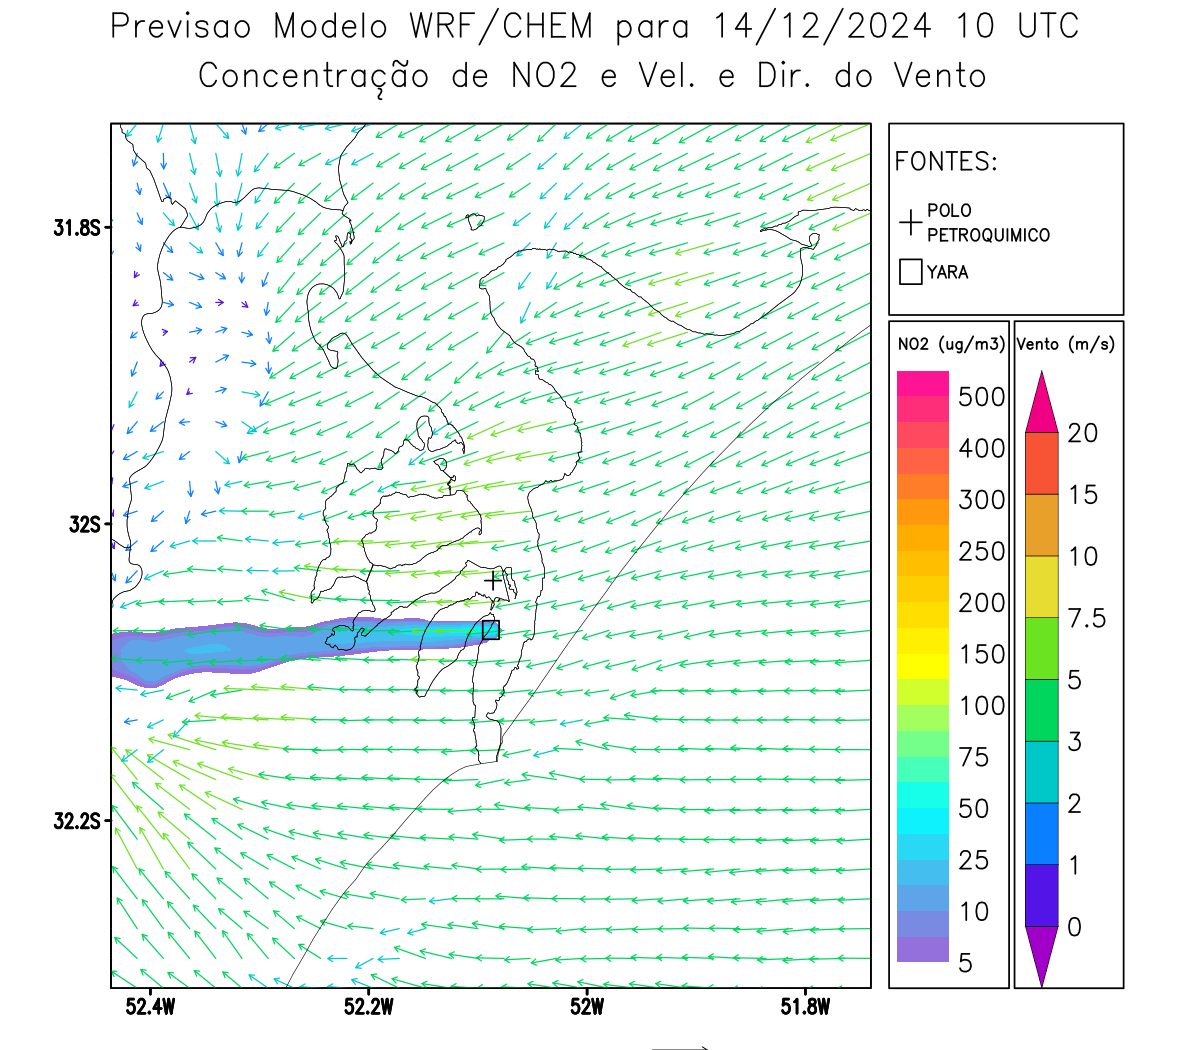 Previsao Modelo WRF/CHEM para 14/12/2024 10 UTC
Concentração de NO2 e Vel. e Dir. do Vento
FONTES:
POLO
PETROQUIMICO
YARA
NO2 (ug/m3)
500
400
300
250
200
150
100
75
50
25
10
5
Vento (m/s)
20
15
10
7.5
5
3
2
1
0
31.8S
32S
32.2S
52.4W
52.2W
52W
51.8W